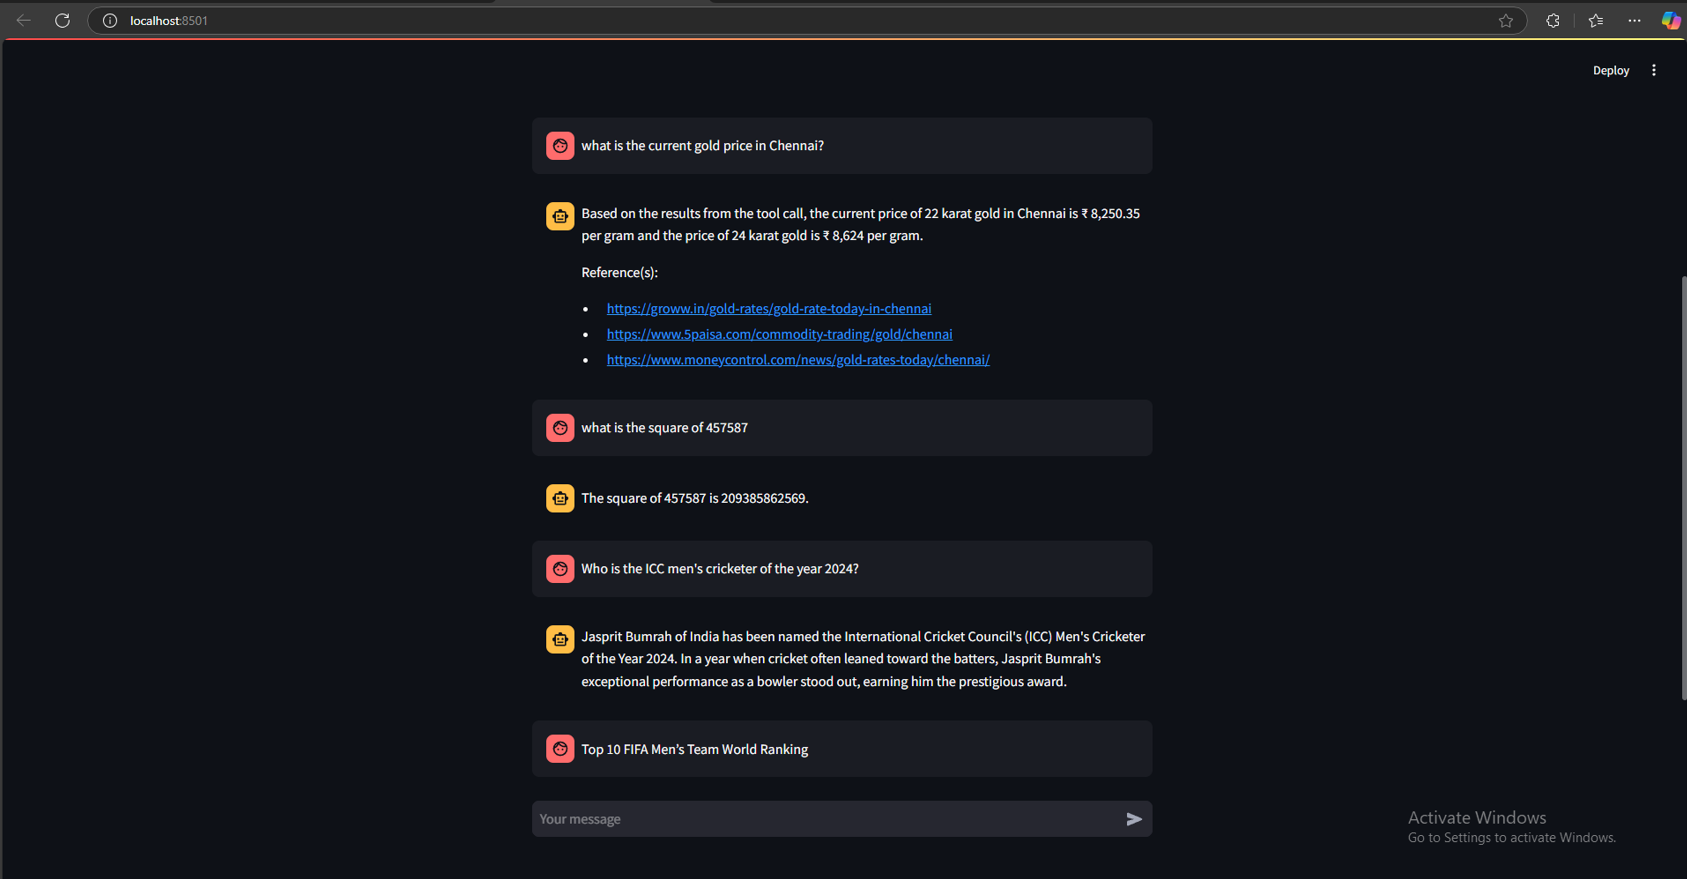 localhost:8501
Deploy
what is the current gold price in Chennai?
Based on the results from the tool call, the current price of 22 karat gold in Chennai is ₹ 8,250.35
per gram and the price of 24 karat gold is ₹ 8,624 per gram.
Reference(s):
• https://groww.in/gold-rates/gold-rate-today-in-chennai
• https://www.5paisa.com/commodity-trading/gold/chennai
• https://www.moneycontrol.com/news/gold-rates-today/chennai/
what is the square of 457587
The square of 457587 is 209385862569.
Who is the ICC men's cricketer of the year 2024?
Jasprit Bumrah of India has been named the International Cricket Council's (ICC) Men's Cricketer
of the Year 2024. In a year when cricket often leaned toward the batters, Jasprit Bumrah's
exceptional performance as a bowler stood out, earning him the prestigious award.
Top 10 FIFA Men’s Team World Ranking
Your message
Activate Windows
Go to Settings to activate Windows.